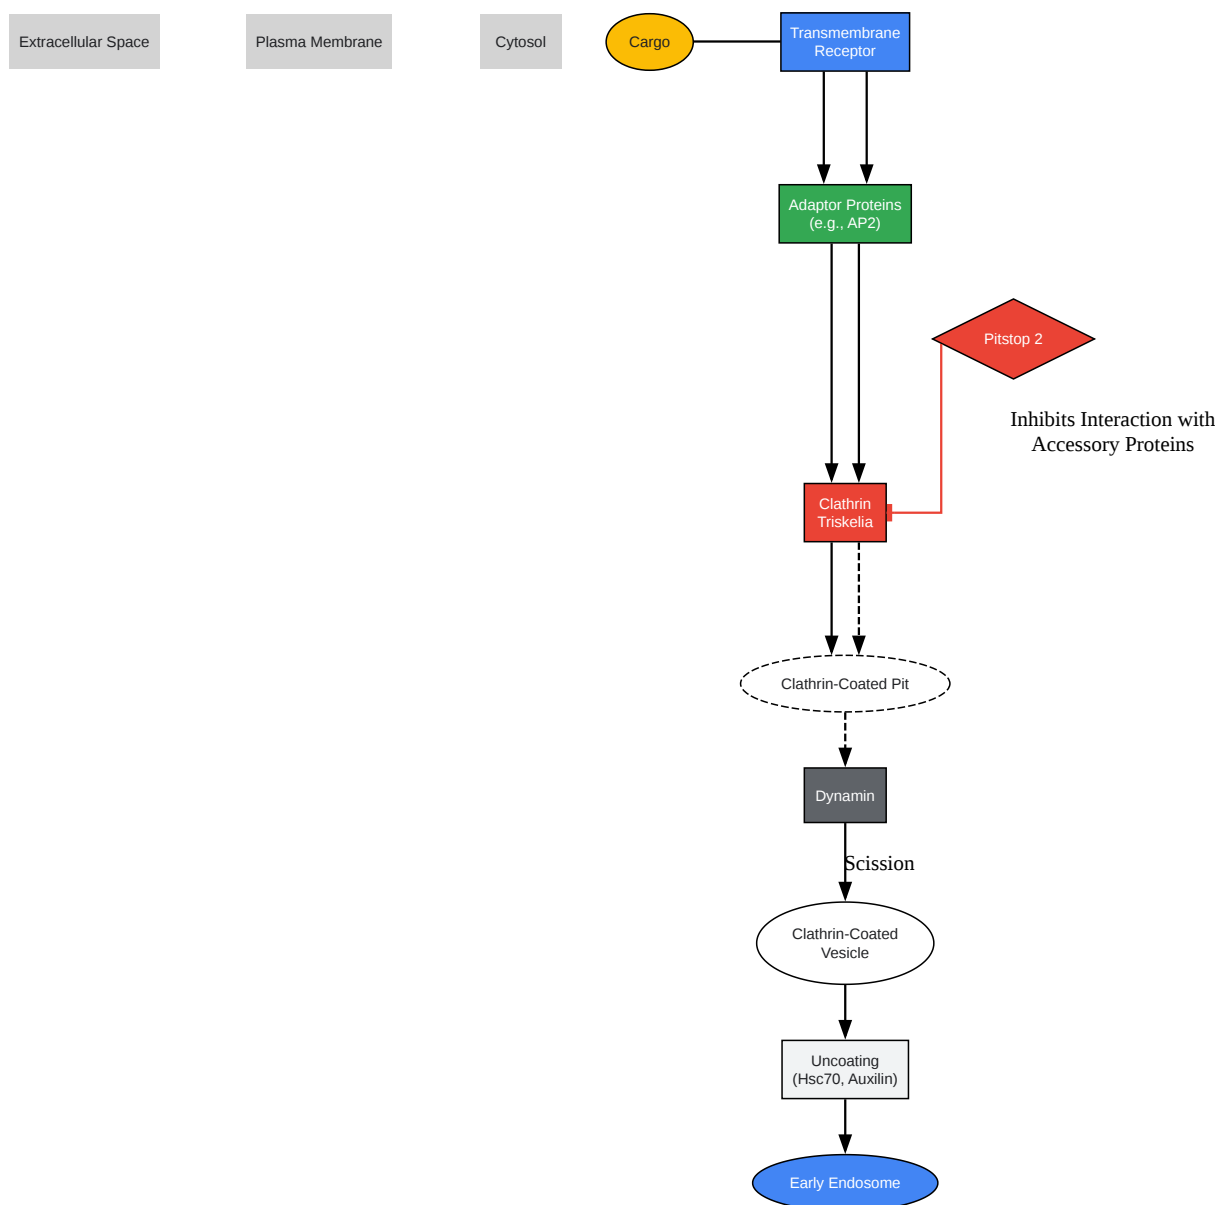 Extracellular Space
Plasma Membrane
Cytosol
Cargo
Transmembrane
Receptor
Adaptor Proteins
(e.g., AP2)
Pitstop 2
Inhibits Interaction with
Accessory Proteins
Clathrin
Triskelia
Clathrin-Coated Pit
Dynamin
Scission
Clathrin-Coated
Vesicle
Uncoating
(Hsc70, Auxilin)
Early Endosome